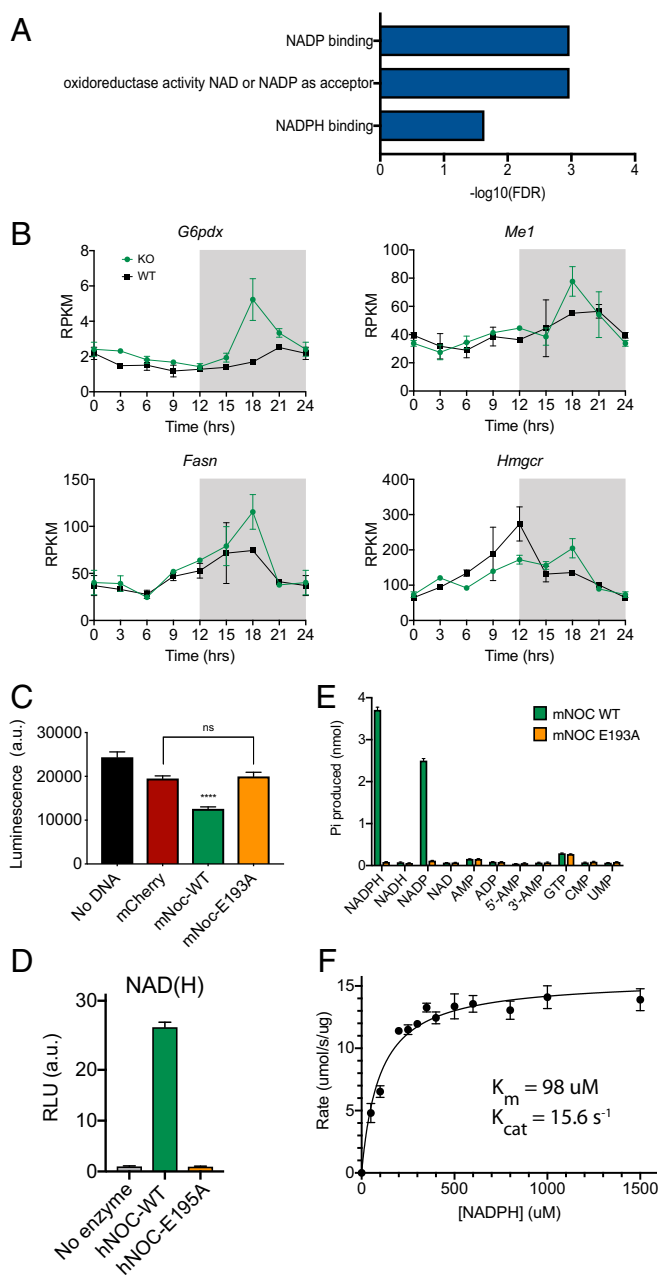 A
NADP binding
oxidoreductase activity NAD or NADP as acceptor
NADPH binding
0 1 2 3 4
-log10(FDR)
B
G6pdx
KO
WT
8
6
4
2
0
RPKM
0 3 6 9 12 15 18 21 24
Time (hrs)
Me1
100
80
60
40
20
0
RPKM
0 3 6 9 12 15 18 21 24
Time (hrs)
Fasn
150
100
50
0
RPKM
0 3 6 9 12 15 18 21 24
Time (hrs)
Hmgcr
400
300
200
100
0
RPKM
0 3 6 9 12 15 18 21 24
Time (hrs)
C
ns
****
30000
20000
10000
0
Luminescence (a.u.)
No DNA
mCherry
mNoc-WT
mNoc-E193A
E
mNOC WT
mNOC E193A
4
3
2
1
0
Pi produced (nmol)
NADPH
NADH
NADP
NAD
AMP
ADP
5'-AMP
3'-AMP
GTP
CMP
UMP
D
NAD(H)
30
20
10
0
RLU (a.u.)
No enzyme
hNOC-WT
hNOC-E195A
F
15
10
5
0
Rate (umol/s/ug)
Km = 98 uM
Kcat = 15.6 s-1
0 500 1000 1500
[NADPH] (uM)